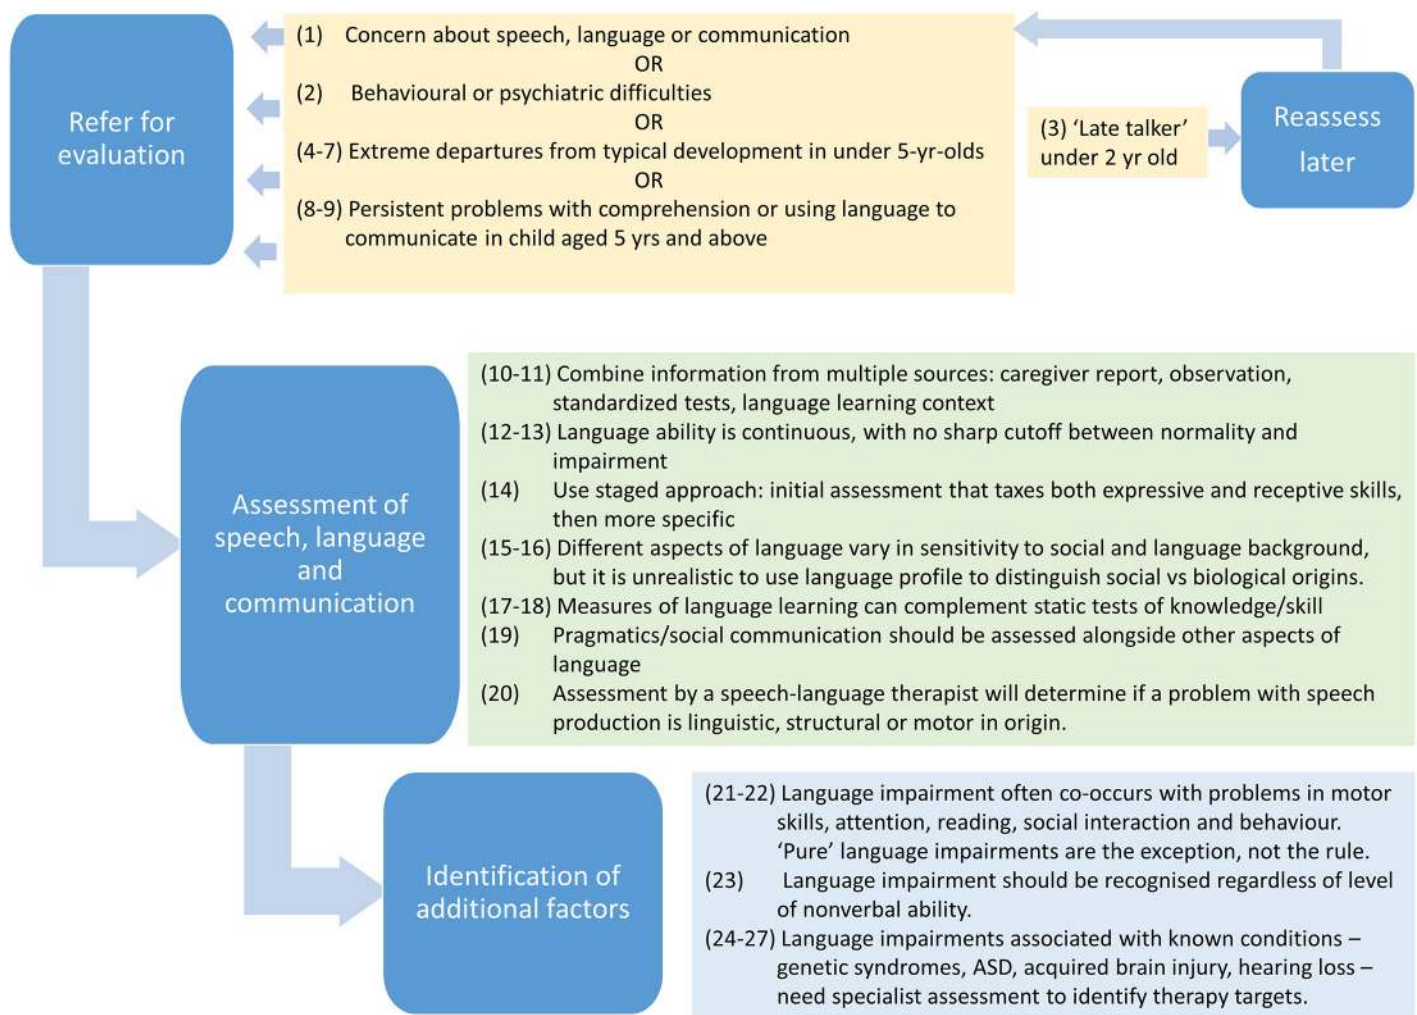 Refer for
evaluation
(1) Concern about speech, language or communication
OR
(2) Behavioural or psychiatric difficulties
OR
(4-7) Extreme departures from typical development in under 5-yr-olds
OR
(8-9) Persistent problems with comprehension or using language to
communicate in child aged 5 yrs and above
(3) ‘Late talker’
under 2 yr old
Reassess
later
Assessment of
speech, language
and
communication
(10-11) Combine information from multiple sources: caregiver report, observation,
standardized tests, language learning context
(12-13) Language ability is continuous, with no sharp cutoff between normality and
impairment
(14) Use staged approach: initial assessment that taxes both expressive and receptive skills,
then more specific
(15-16) Different aspects of language vary in sensitivity to social and language background,
but it is unrealistic to use language profile to distinguish social vs biological origins.
(17-18) Measures of language learning can complement static tests of knowledge/skill
(19) Pragmatics/social communication should be assessed alongside other aspects of
language
(20) Assessment by a speech-language therapist will determine if a problem with speech
production is linguistic, structural or motor in origin.
Identification of
additional factors
(21-22) Language impairment often co-occurs with problems in motor
skills, attention, reading, social interaction and behaviour.
‘Pure’ language impairments are the exception, not the rule.
(23) Language impairment should be recognised regardless of level
of nonverbal ability.
(24-27) Language impairments associated with known conditions –
genetic syndromes, ASD, acquired brain injury, hearing loss –
need specialist assessment to identify therapy targets.